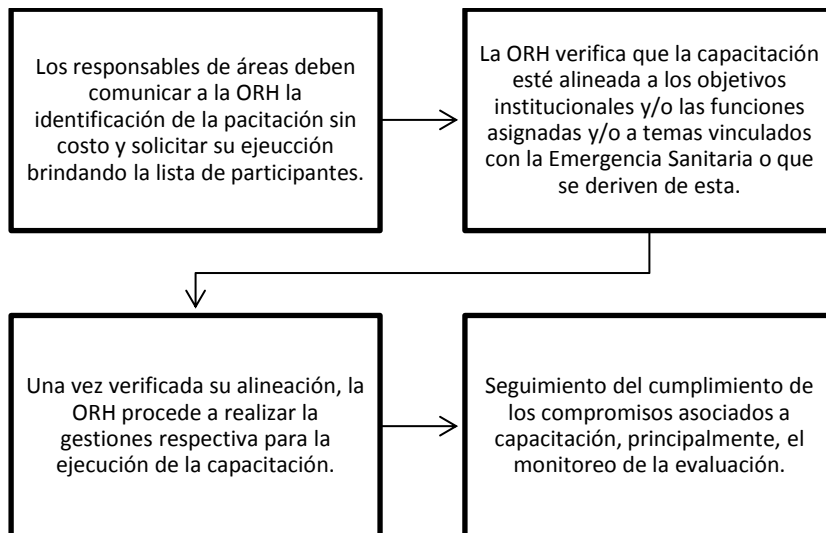 Los responsables de áreas deben
comunicar a la ORH la
identificación de la pacitación sin
costo y solicitar su ejeucción
brindando la lista de participantes.
La ORH verifica que la capacitación
esté alineada a los objetivos
institucionales y/o las funciones
asignadas y/o a temas vinculados
con la Emergencia Sanitaria o que
se deriven de esta.
Una vez verificada su alineación, la
ORH procede a realizar la
gestiones respectiva para la
ejecución de la capacitación.
Seguimiento del cumplimiento de
los compromisos asociados a
capacitación, principalmente, el
monitoreo de la evaluación.